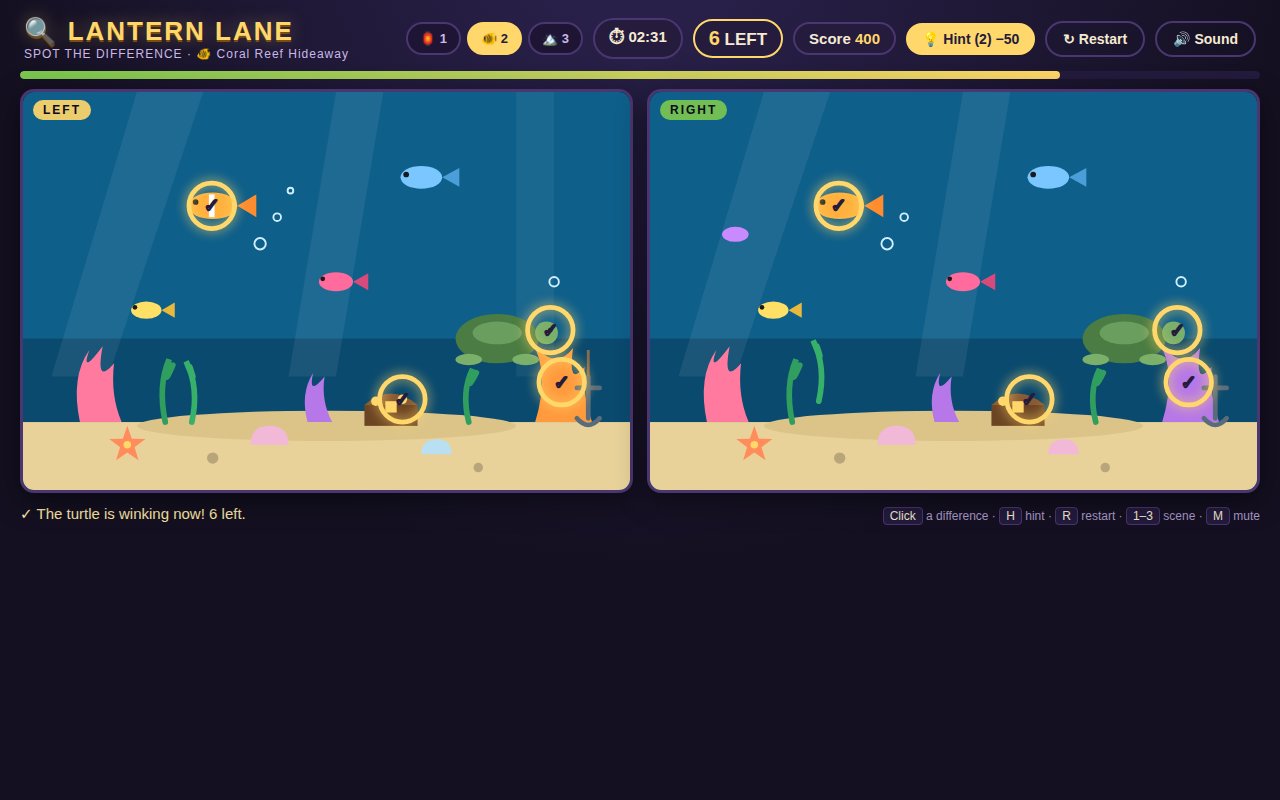 🔍 LANTERN LANE
SPOT THE DIFFERENCE · 🐠 Coral Reef Hideaway
🏮 1
🐠 2
🏔️ 3
⏱ 02:31
6 LEFT
Score 400
💡 Hint (2) −50
↻ Restart
🔊 Sound
LEFT
RIGHT
✓ The turtle is winking now! 6 left.
Click a difference · H hint · R restart · 1–3 scene · M mute